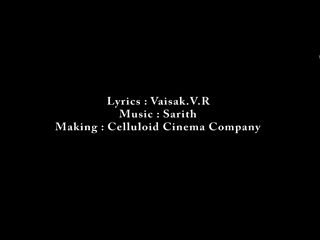 Lyrics : Vaisak.V.R
Music : Sarith
Making : Celluloid Cinema Company